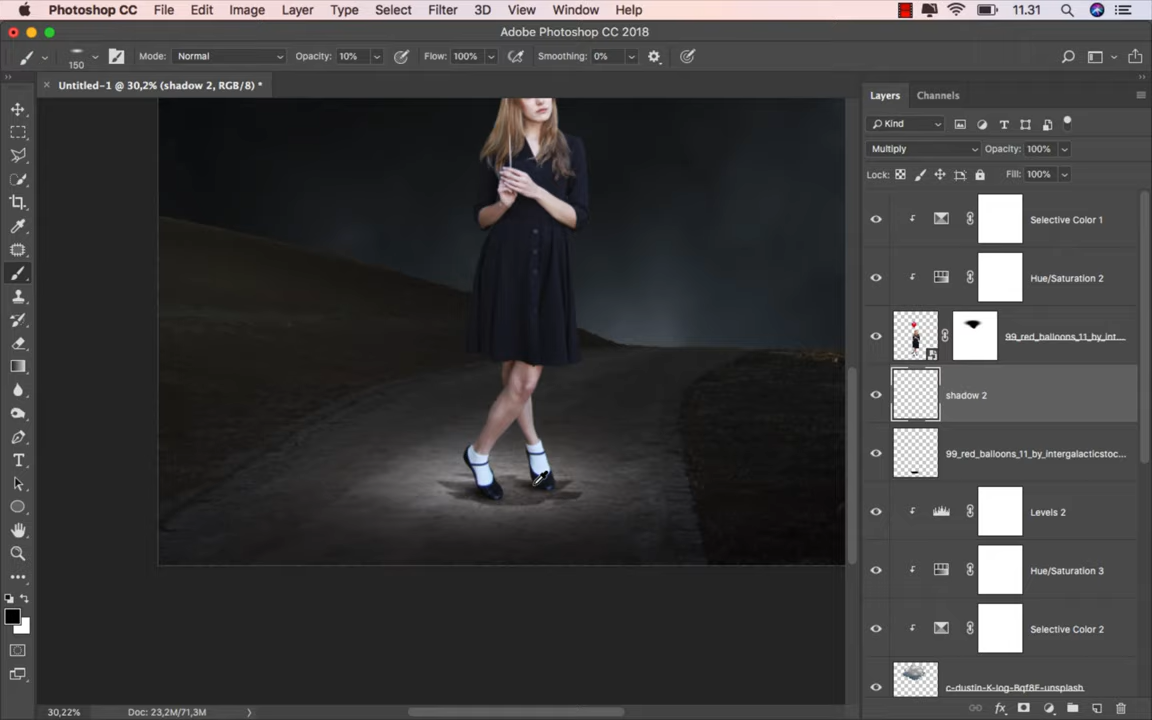 Photoshop CC File Edit Image Layer Type Select Filter 3D View Window Help 11.31
Adobe Photoshop CC 2018
150 Mode: Normal Opacity: 10% Flow: 100% Smoothing: 0%
Untitled-1 @ 30,2% (shadow 2, RGB/8) *
Layers Channels
Kind
Multiply Opacity: 100%
Lock: Fill: 100%
Selective Color 1
Hue/Saturation 2
99_red_balloons_11_by_int...
shadow 2
99_red_balloons_11_by_intergalacticstoc...
Levels 2
Hue/Saturation 3
Selective Color 2
c-dustin-K-iog-Bqf8E-unsplash
30,22% Doc: 23,2M/71,3M